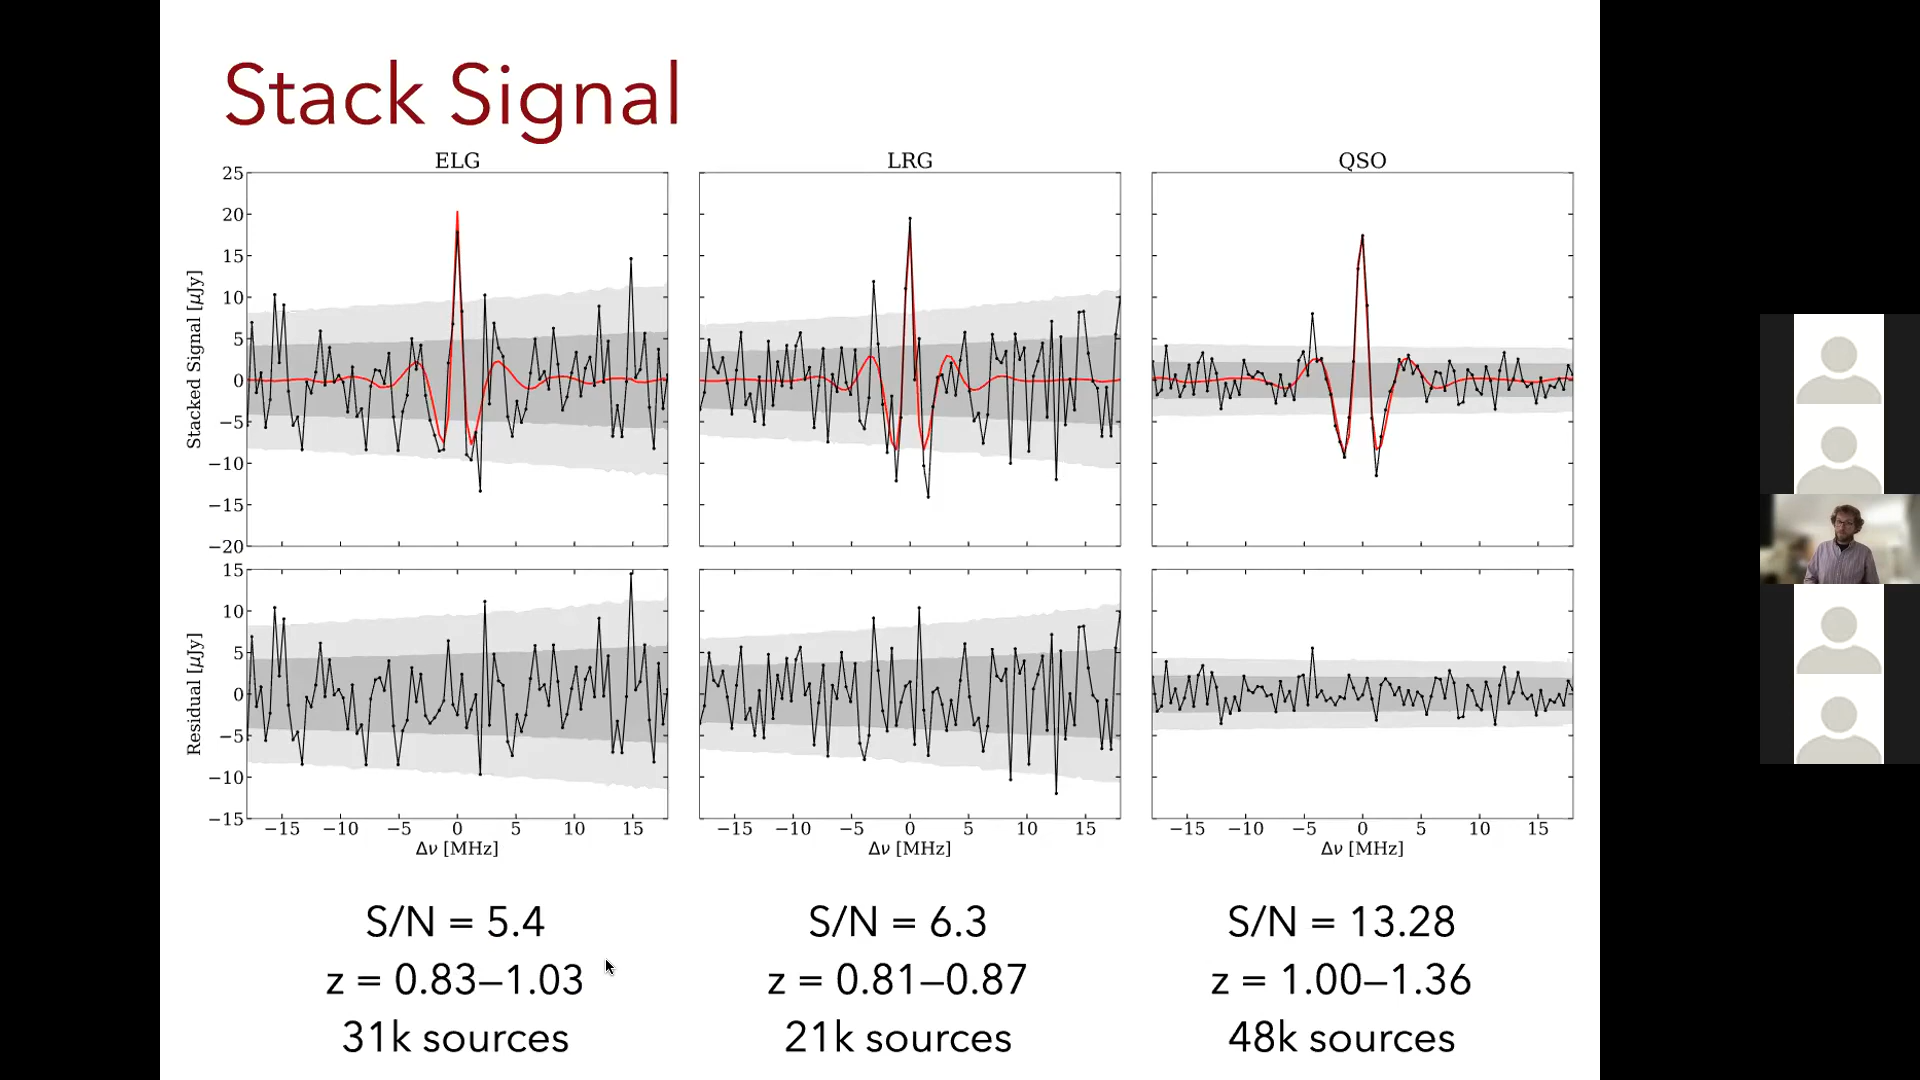 Stack Signal
ELG
LRG
QSO
25
20
15
10
5
0
−5
−10
−15
−20
Stacked Signal [μJy]
15
10
5
0
−5
−10
−15
Residual [μJy]
−15 −10 −5 0 5 10 15
−15 −10 −5 0 5 10 15
−15 −10 −5 0 5 10 15
Δν [MHz]
Δν [MHz]
Δν [MHz]
S/N = 5.4
z = 0.83–1.03
31k sources
S/N = 6.3
z = 0.81–0.87
21k sources
S/N = 13.28
z = 1.00–1.36
48k sources